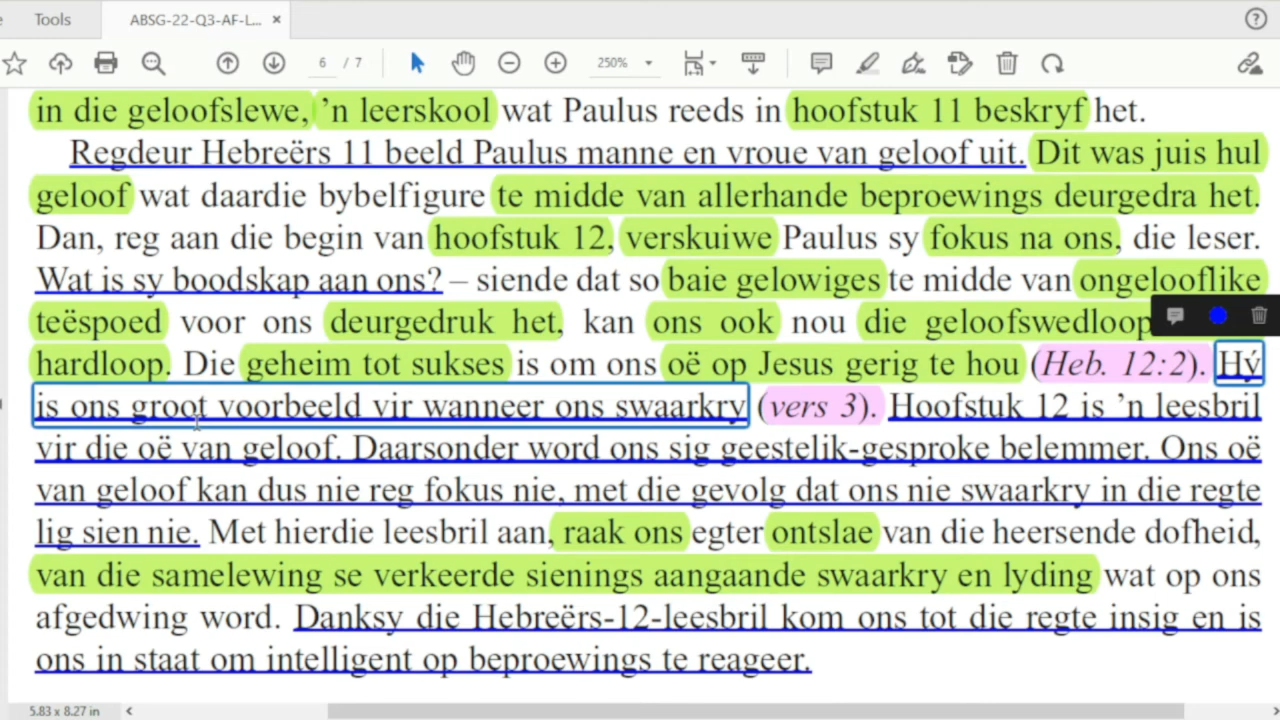 Tools
ABSG-22-Q3-AF-L... ×
6 / 7
250%
in die geloofslewe, ’n leerskool wat Paulus reeds in hoofstuk 11 beskryf het.
Regdeur Hebreërs 11 beeld Paulus manne en vroue van geloof uit. Dit was juis hul
geloof wat daardie bybelfigure te midde van allerhande beproewings deurgedra het.
Dan, reg aan die begin van hoofstuk 12, verskuiwe Paulus sy fokus na ons, die leser.
Wat is sy boodskap aan ons? – siende dat so baie gelowiges te midde van ongelooflike
teëspoed voor ons deurgedruk het, kan ons ook nou die geloofswedloop
hardloop. Die geheim tot sukses is om ons oë op Jesus gerig te hou (Heb. 12:2). Hý
is ons groot voorbeeld vir wanneer ons swaarkry (vers 3). Hoofstuk 12 is ’n leesbril
vir die oë van geloof. Daarsonder word ons sig geestelik-gesproke belemmer. Ons oë
van geloof kan dus nie reg fokus nie, met die gevolg dat ons nie swaarkry in die regte
lig sien nie. Met hierdie leesbril aan, raak ons egter ontslae van die heersende dofheid,
van die samelewing se verkeerde sienings aangaande swaarkry en lyding wat op ons
afgedwing word. Danksy die Hebreërs-12-leesbril kom ons tot die regte insig en is
ons in staat om intelligent op beproewings te reageer.
5.83 x 8.27 in